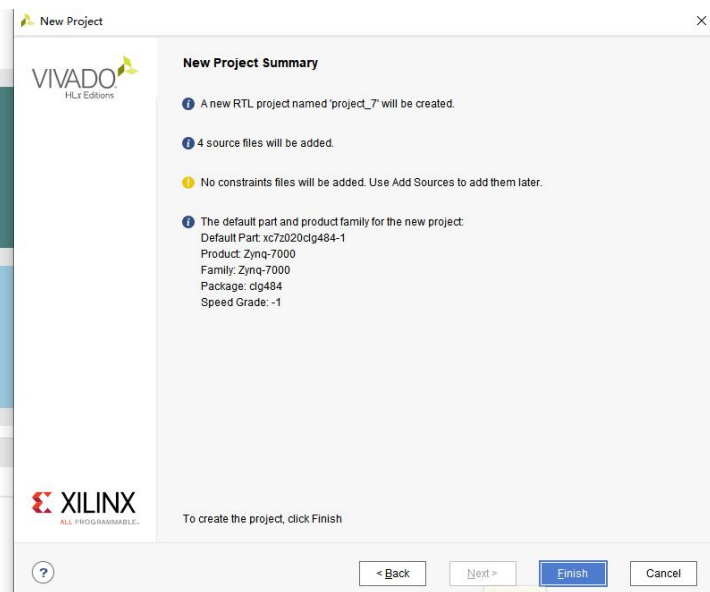 New Project
VIVADO
HLx Editions
New Project Summary
A new RTL project named 'project_7' will be created.
4 source files will be added.
No constraints files will be added. Use Add Sources to add them later.
The default part and product family for the new project:
Default Part: xc7z020clg484-1
Product: Zynq-7000
Family: Zynq-7000
Package: clg484
Speed Grade: -1
XILINX
ALL PROGRAMMABLE.
To create the project, click Finish
?
< Back
Next >
Finish
Cancel